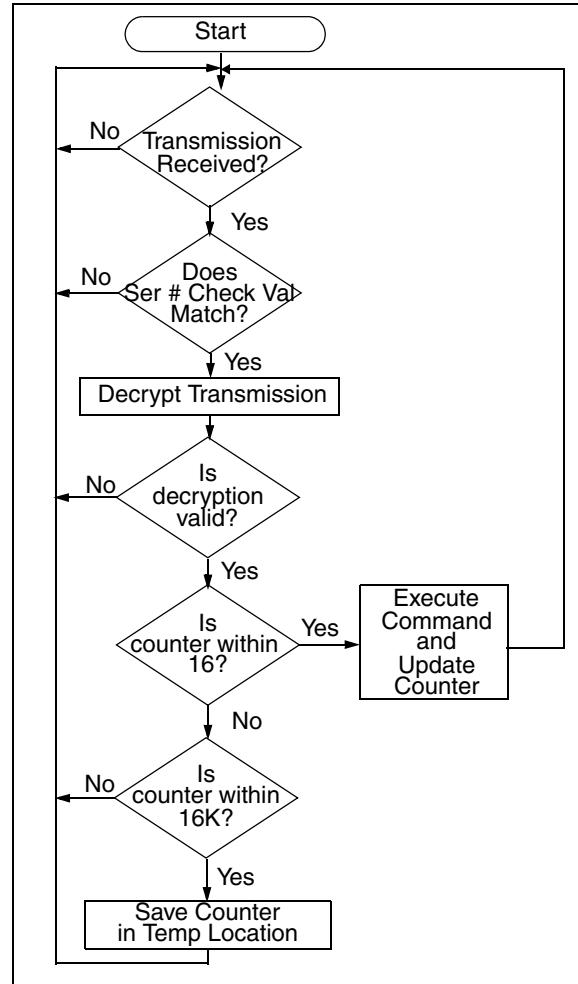 Start
No
Transmission
Received?
Yes
No
Does
Ser # Check Val
Match?
Yes
Decrypt Transmission
No
Is
decryption
valid?
Yes
Is
counter within
16?
Yes
Execute
Command
and
Update
Counter
No
No
Is
counter within
16K?
Yes
Save Counter
in Temp Location